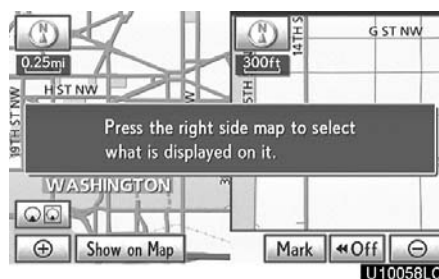 N
N
G ST NW
14TH S
0.25mi
300ft
H ST NW
5TH
19TH ST NW
Press the right side map to select
what is displayed on it.
WASHINGTON
Show on Map
Mark
Off
U10058L